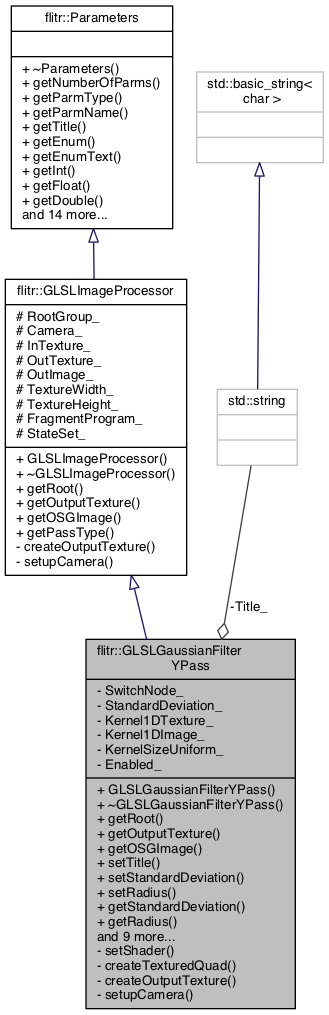 flitr::Parameters
+ ~Parameters()
+ getNumberOfParms()
+ getParmType()
+ getParmName()
+ getTitle()
+ getEnum()
+ getEnumText()
+ getInt()
+ getFloat()
+ getDouble()
and 14 more...
std::basic_string<
char >
flitr::GLSLImageProcessor
# RootGroup_
# Camera_
# InTexture_
# OutTexture_
# OutImage_
# TextureWidth_
# TextureHeight_
# FragmentProgram_
# StateSet_
+ GLSLImageProcessor()
+ ~GLSLImageProcessor()
+ getRoot()
+ getOutputTexture()
+ getOSGImage()
+ getPassType()
- createOutputTexture()
- setupCamera()
std::string
-Title_
flitr::GLSLGaussianFilter
YPass
- SwitchNode_
- StandardDeviation_
- Kernel1DTexture_
- Kernel1DImage_
- KernelSizeUniform_
- Enabled_
+ GLSLGaussianFilterYPass()
+ ~GLSLGaussianFilterYPass()
+ getRoot()
+ getOutputTexture()
+ getOSGImage()
+ setTitle()
+ setStandardDeviation()
+ setRadius()
+ getStandardDeviation()
+ getRadius()
and 9 more...
- setShader()
- createTexturedQuad()
- createOutputTexture()
- setupCamera()